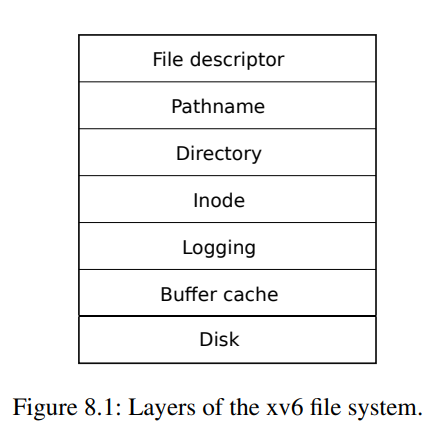 File descriptor
Pathname
Directory
Inode
Logging
Buffer cache
Disk
Figure 8.1: Layers of the xv6 file system.